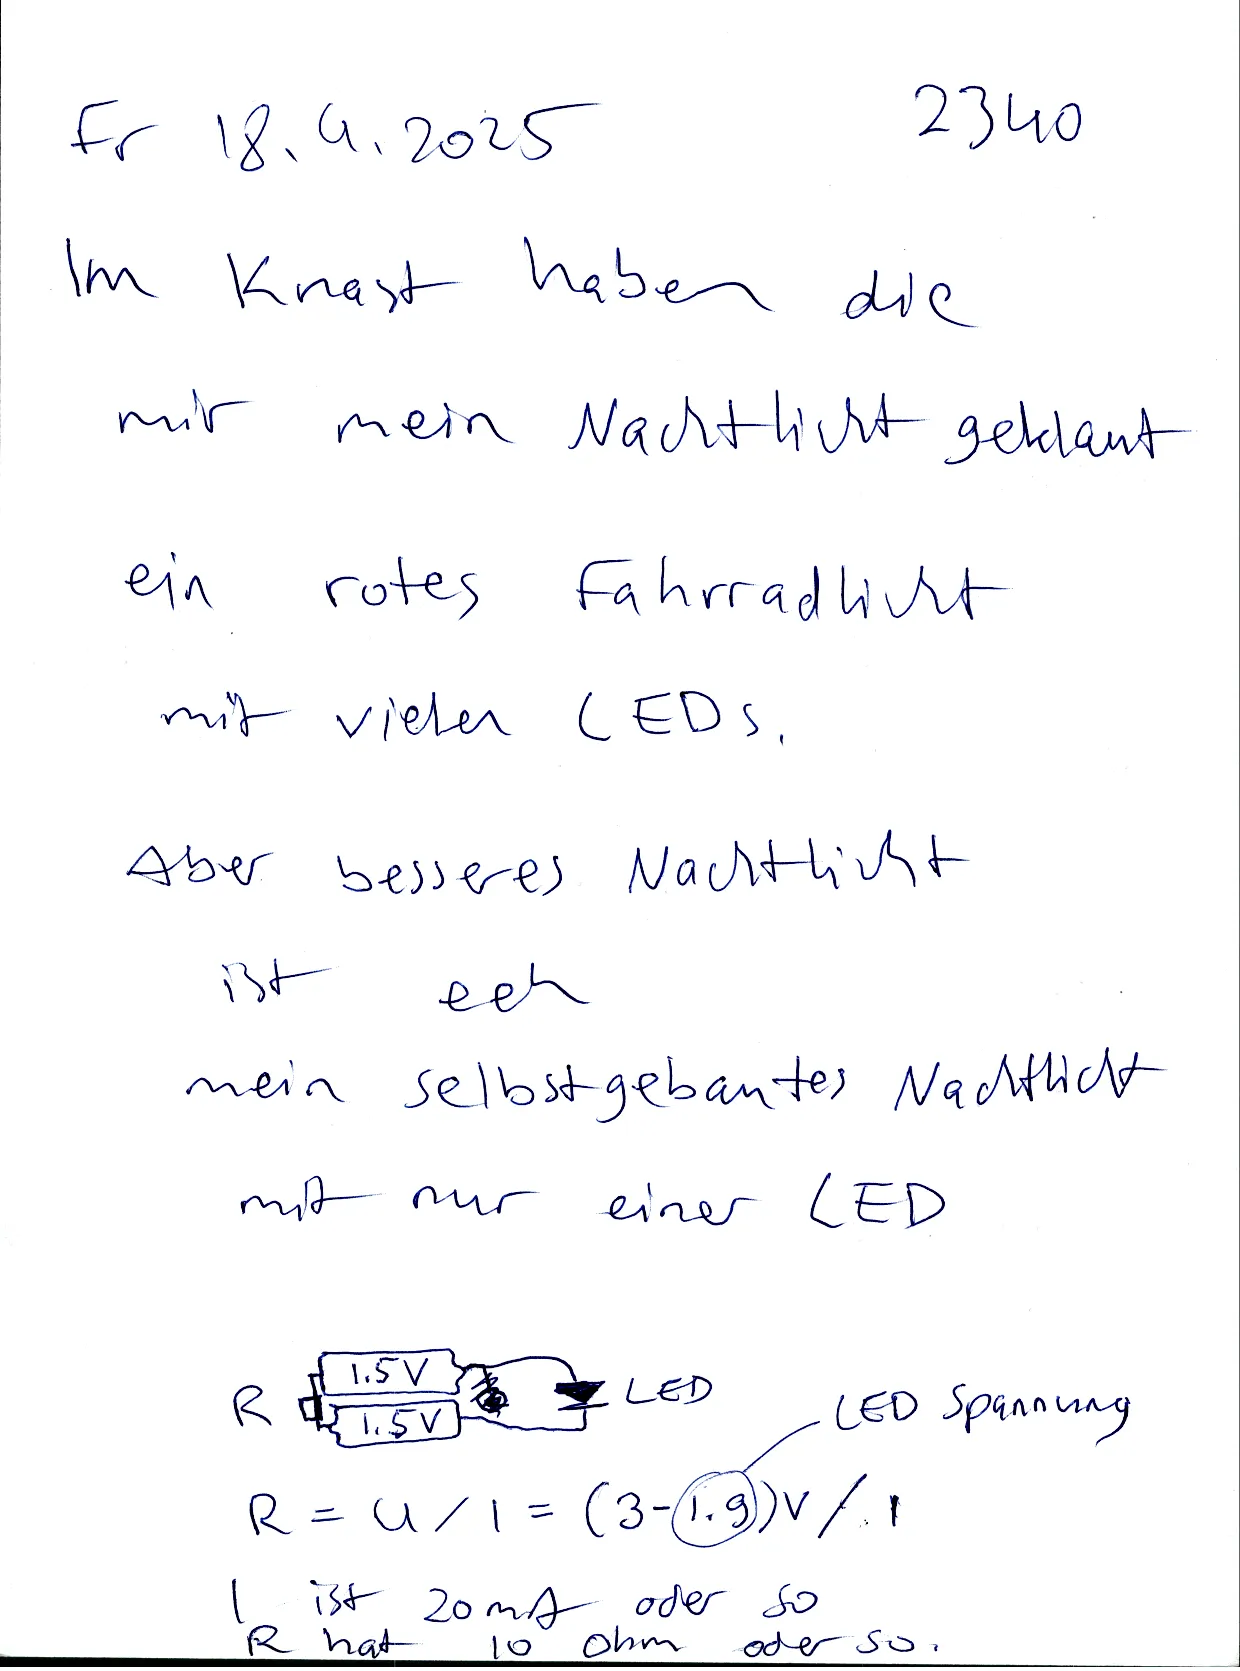 Fr 18.4.2025 2340
Im Knast haben die
mir mein Nachtlicht geklaut
ein rotes Fahrradlicht
mit vielen LEDs.
Aber besseres Nachtlicht
ist eeh
mein selbstgebautes Nachtlicht
mit nur einer LED
1.5V
R 1.5V LED
LED Spannung
R = U / I = (3-1.9)V / I
I ist 20mA oder so
R hat 10 Ohm oder so.